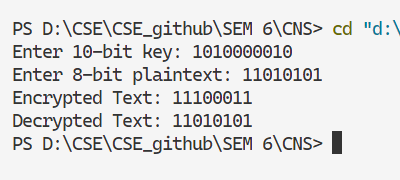 PS D:\CSE\CSE_github\SEM 6\CNS> cd "d:\
Enter 10-bit key: 1010000010
Enter 8-bit plaintext: 11010101
Encrypted Text: 11100011
Decrypted Text: 11010101
PS D:\CSE\CSE_github\SEM 6\CNS>